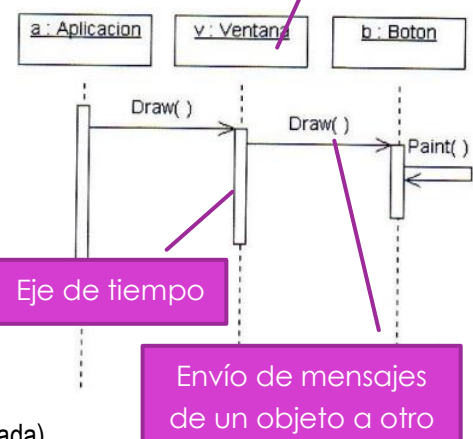 a : Aplicacion
v : Ventana
b : Boton
Draw( )
Draw( )
Paint( )
Eje de tiempo
Envío de mensajes
de un objeto a otro